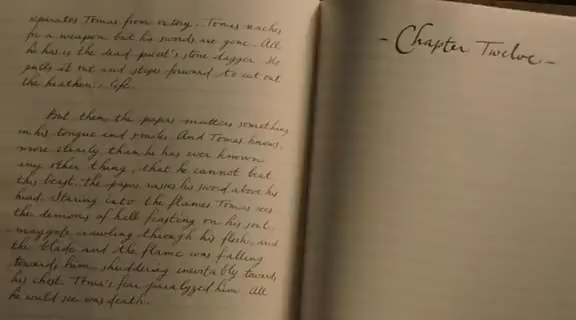 separates Tomas from victory. Tomas reaches
for a weapon but his swords are gone. All
he has is the dead priest's stone dagger. He
pulls it out and steps forward to cut out
the heathen's life.
But then the papas mutters something
in his tongue and smiles. And Tomas knows,
more clearly than he has ever known
any other thing, that he cannot beat
this beast. The papas raises his sword above his
head. Staring into the flames Tomas sees
the demons of hell feasting on his soul,
maggots crawling through his flesh, and
the blade and the flame was falling
towards him, shuddering inevitably towards
his chest. Tomas's fear paralyzed him. All
he could see was death.
- Chapter Twelve -